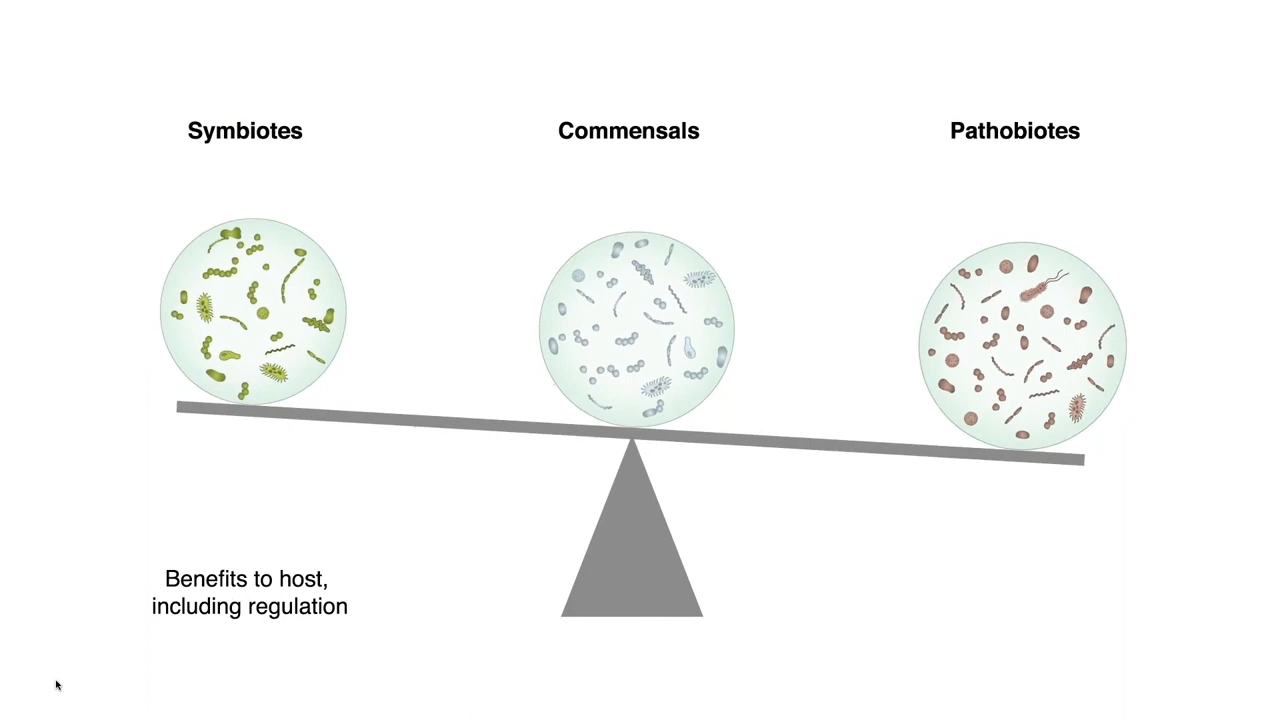 Symbiotes
Commensals
Pathobiotes
Benefits to host,
including regulation